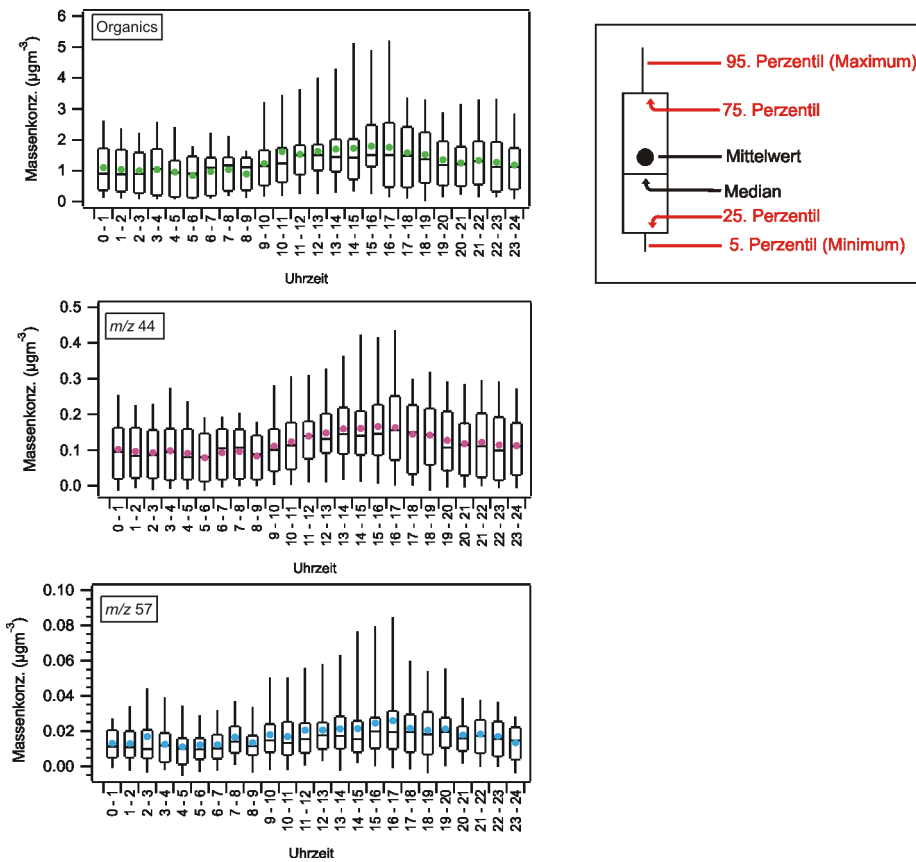 Organics
Massenkonz. (µgm⁻³)
6
5
4
3
2
1
0
0 - 1
1 - 2
2 - 3
3 - 4
4 - 5
5 - 6
6 - 7
7 - 8
8 - 9
9 - 10
10 - 11
11 - 12
12 - 13
13 - 14
14 - 15
15 - 16
16 - 17
17 - 18
18 - 19
19 - 20
20 - 21
21 - 22
22 - 23
23 - 24
Uhrzeit
95. Perzentil (Maximum)
75. Perzentil
Mittelwert
Median
25. Perzentil
5. Perzentil (Minimum)
m/z 44
Massenkonz. (µgm⁻³)
0.5
0.4
0.3
0.2
0.1
0.0
0 - 1
1 - 2
2 - 3
3 - 4
4 - 5
5 - 6
6 - 7
7 - 8
8 - 9
9 - 10
10 - 11
11 - 12
12 - 13
13 - 14
14 - 15
15 - 16
16 - 17
17 - 18
18 - 19
19 - 20
20 - 21
21 - 22
22 - 23
23 - 24
Uhrzeit
m/z 57
Massenkonz. (µgm⁻³)
0.10
0.08
0.06
0.04
0.02
0.00
0 - 1
1 - 2
2 - 3
3 - 4
4 - 5
5 - 6
6 - 7
7 - 8
8 - 9
9 - 10
10 - 11
11 - 12
12 - 13
13 - 14
14 - 15
15 - 16
16 - 17
17 - 18
18 - 19
19 - 20
20 - 21
21 - 22
22 - 23
23 - 24
Uhrzeit